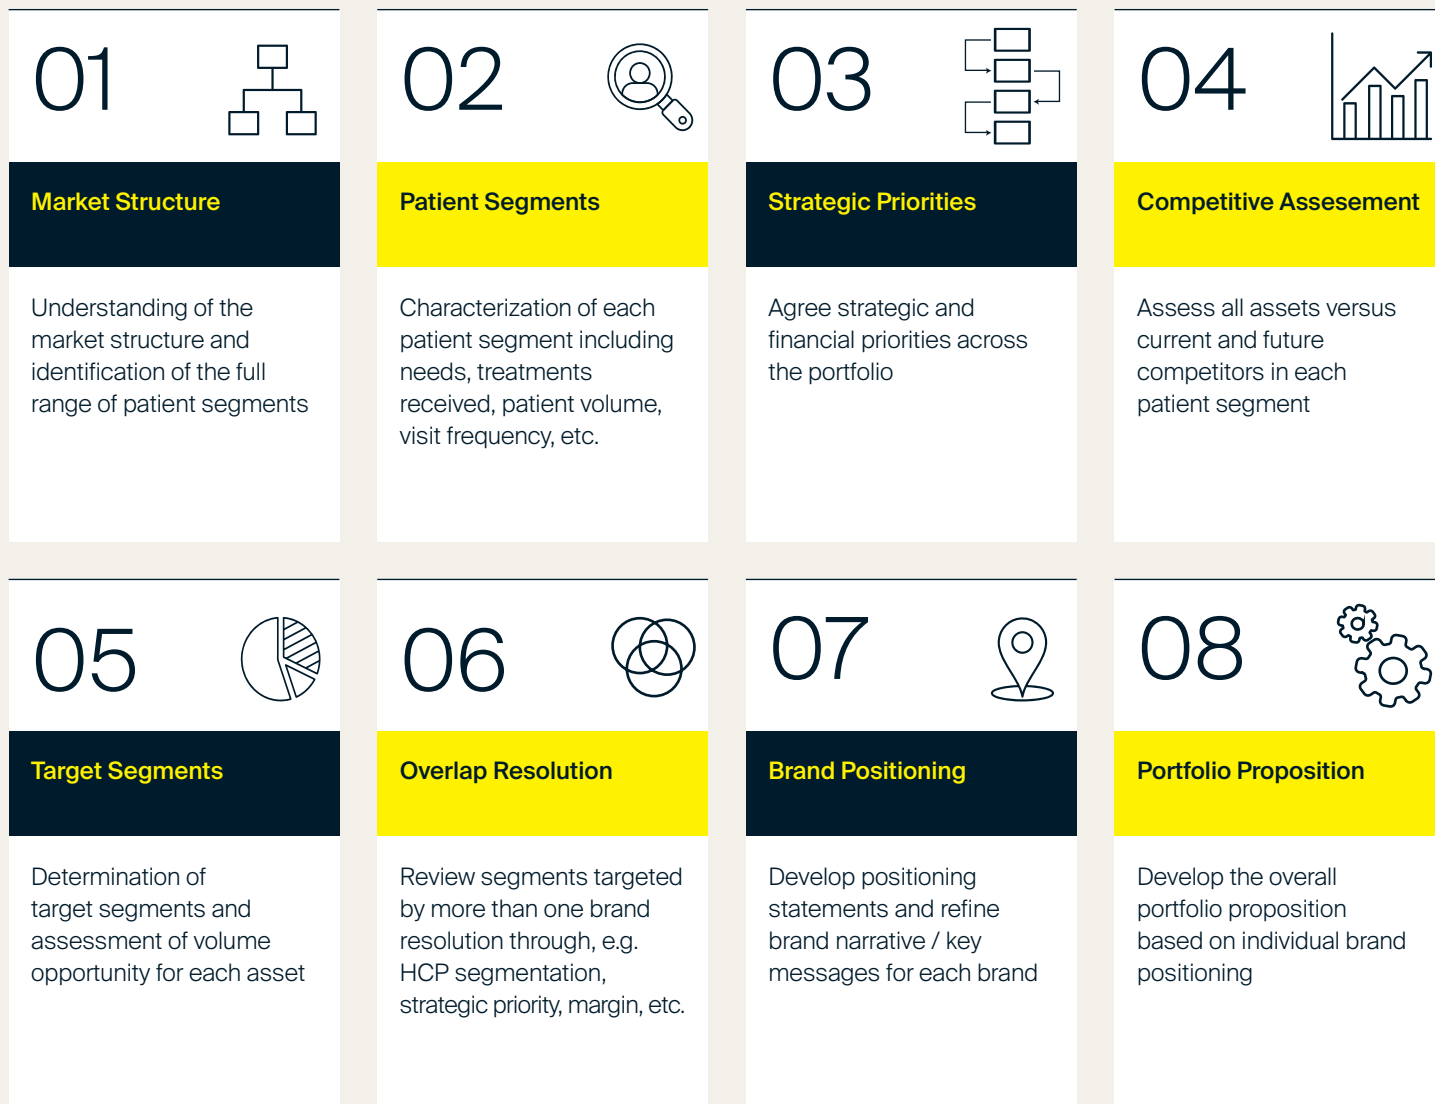 01
Market Structure
Understanding of the
market structure and
identification of the full
range of patient segments
02
Patient Segments
Characterization of each
patient segment including
needs, treatments
received, patient volume,
visit frequency, etc.
03
Strategic Priorities
Agree strategic and
financial priorities across
the portfolio
04
Competitive Assesement
Assess all assets versus
current and future
competitors in each
patient segment
05
Target Segments
Determination of
target segments and
assessment of volume
opportunity for each asset
06
Overlap Resolution
Review segments targeted
by more than one brand
resolution through, e.g.
HCP segmentation,
strategic priority, margin, etc.
07
Brand Positioning
Develop positioning
statements and refine
brand narrative / key
messages for each brand
08
Portfolio Proposition
Develop the overall
portfolio proposition
based on individual brand
positioning